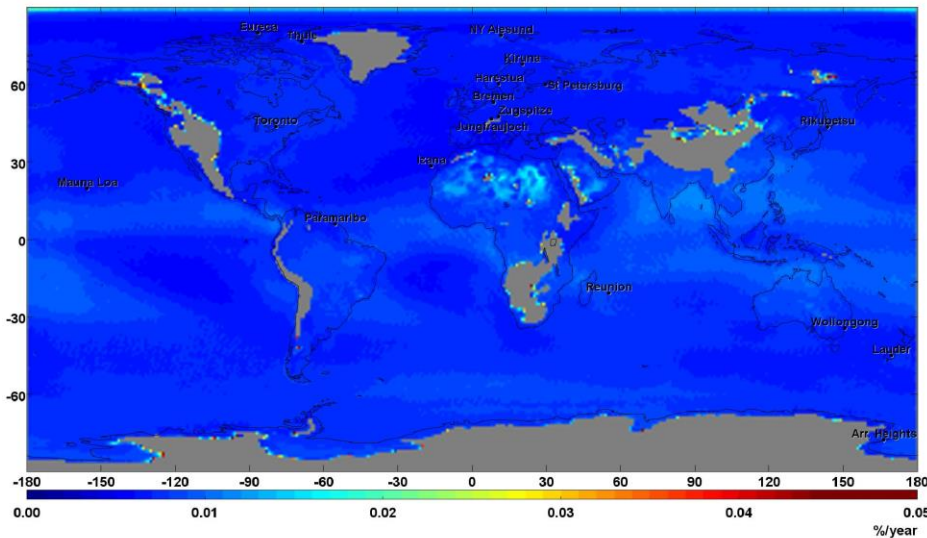 Eureca
Thule
NY Alesund
Kiruna
60
Harestua
St Petersburg
Bremen
Zugspitze
Toronto
Jungfraujoch
Rikubetsu
30
Izana
Mauna Loa
Paramaribo
0
Reunion
-30
Wollongong
Lauder
-60
Arr. Heights
-180 -150 -120 -90 -60 -30 0 30 60 90 120 150 180
0.00 0.01 0.02 0.03 0.04 0.05
%/year